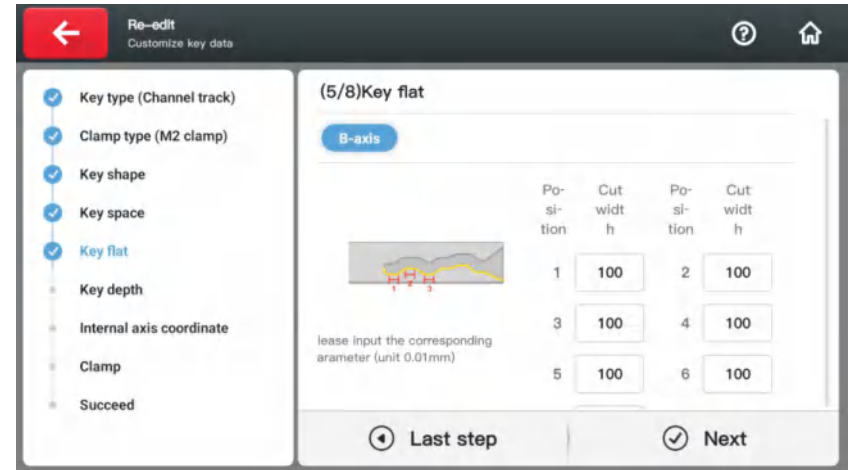 Re-edit
Customize key data
Key type (Channel track)
Clamp type (M2 clamp)
Key shape
Key space
Key flat
Key depth
Internal axis coordinate
Clamp
Succeed
(5/8)Key flat
B-axis
Po- Cut Po- Cut
si- widt si- widt
tion h tion h
1 100 2 100
3 100 4 100
5 100 6 100
1 2 3
lease input the corresponding
arameter (unit 0.01mm)
Last step
Next